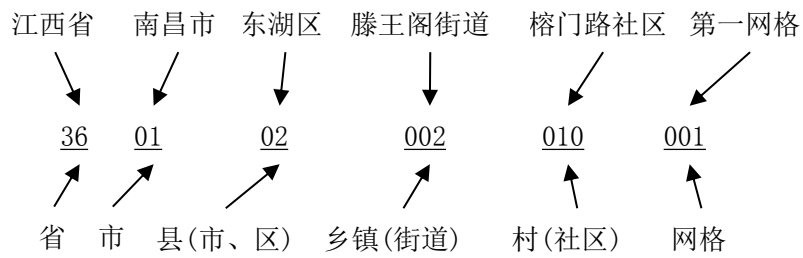 江西省 南昌市 东湖区 滕王阁街道 榕门路社区 第一网格
36 01 02 002 010 001
省 市 县(市、区) 乡镇(街道) 村(社区) 网格